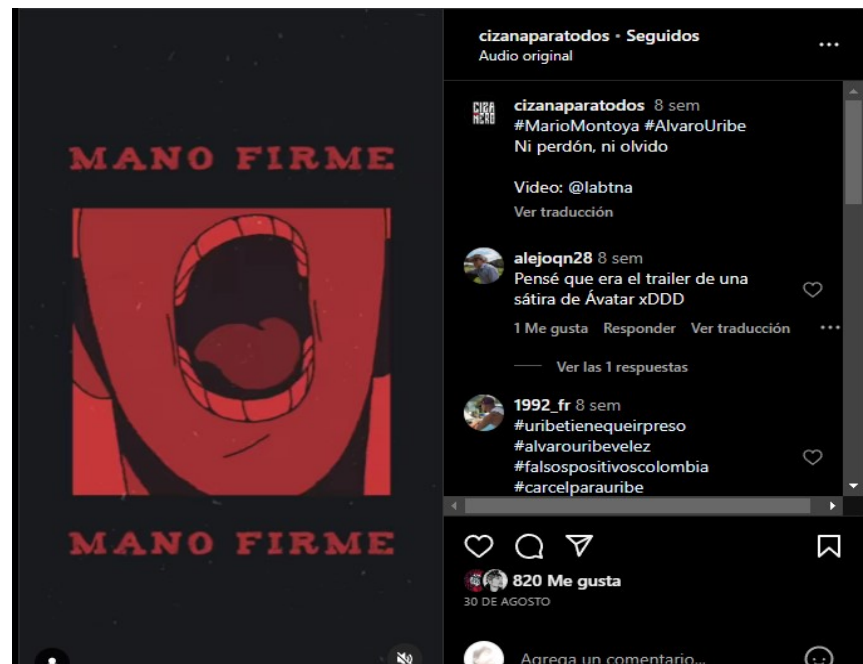 MANO FIRME
MANO FIRME
cizanaparatodos • Seguidos
Audio original
CIZA
ÑERO
cizanaparatodos 8 sem
#MarioMontoya #AlvaroUribe
Ni perdón, ni olvido
Video: @labtna
Ver traducción
alejoqn28 8 sem
Pensé que era el trailer de una
sátira de Ávatar xDDD
1 Me gusta Responder Ver traducción
Ver las 1 respuestas
1992_fr 8 sem
#uribetienequeirpreso
#alvarouribevelez
#falsospositivoscolombia
#carcelparauribe
820 Me gusta
30 DE AGOSTO
Agrega un comentario...